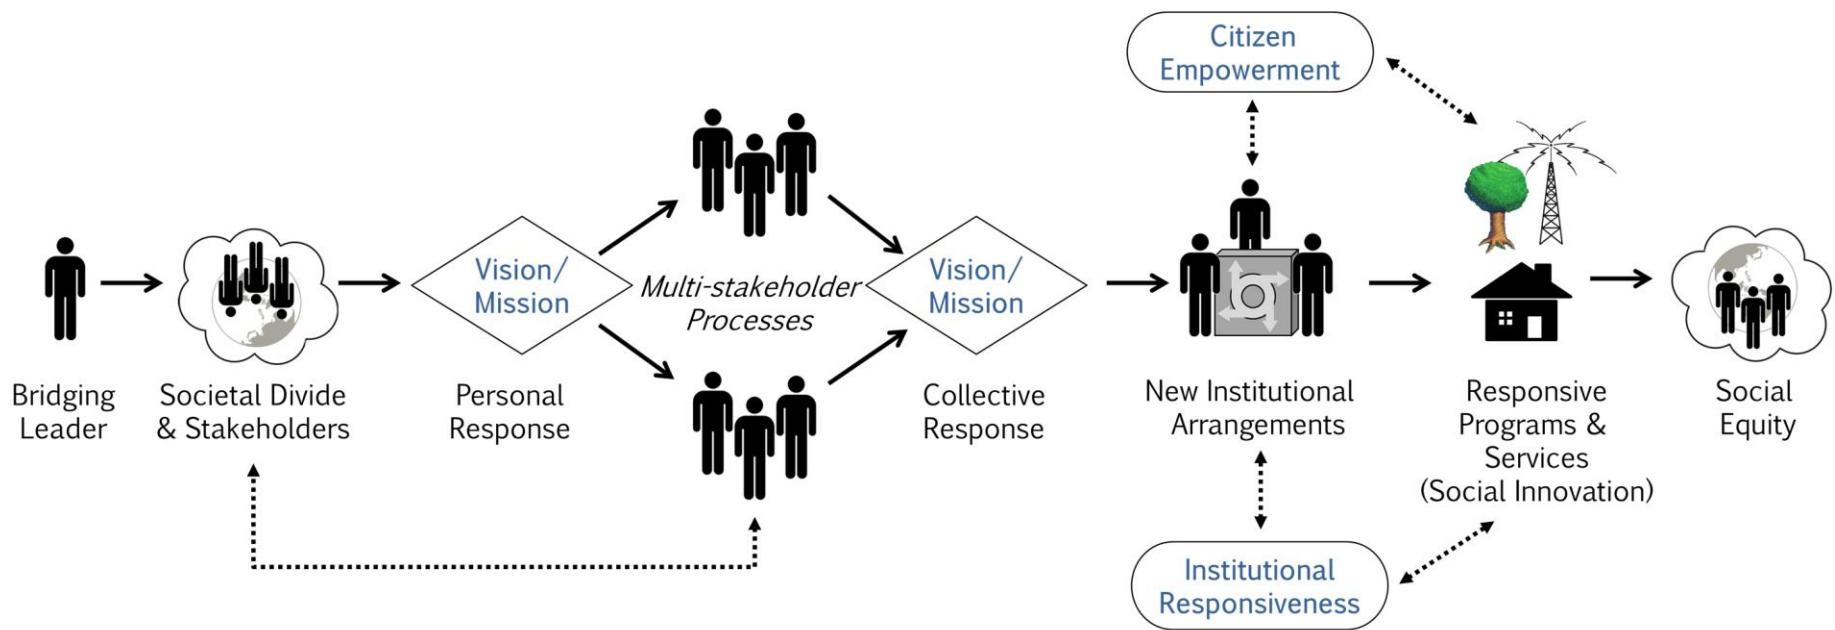 Citizen
Empowerment
Vision/
Mission
Multi-stakeholder
Processes
Vision/
Mission
Bridging
Leader
Societal Divide
& Stakeholders
Personal
Response
Collective
Response
New Institutional
Arrangements
Responsive
Programs &
Services
(Social Innovation)
Social
Equity
Institutional
Responsiveness